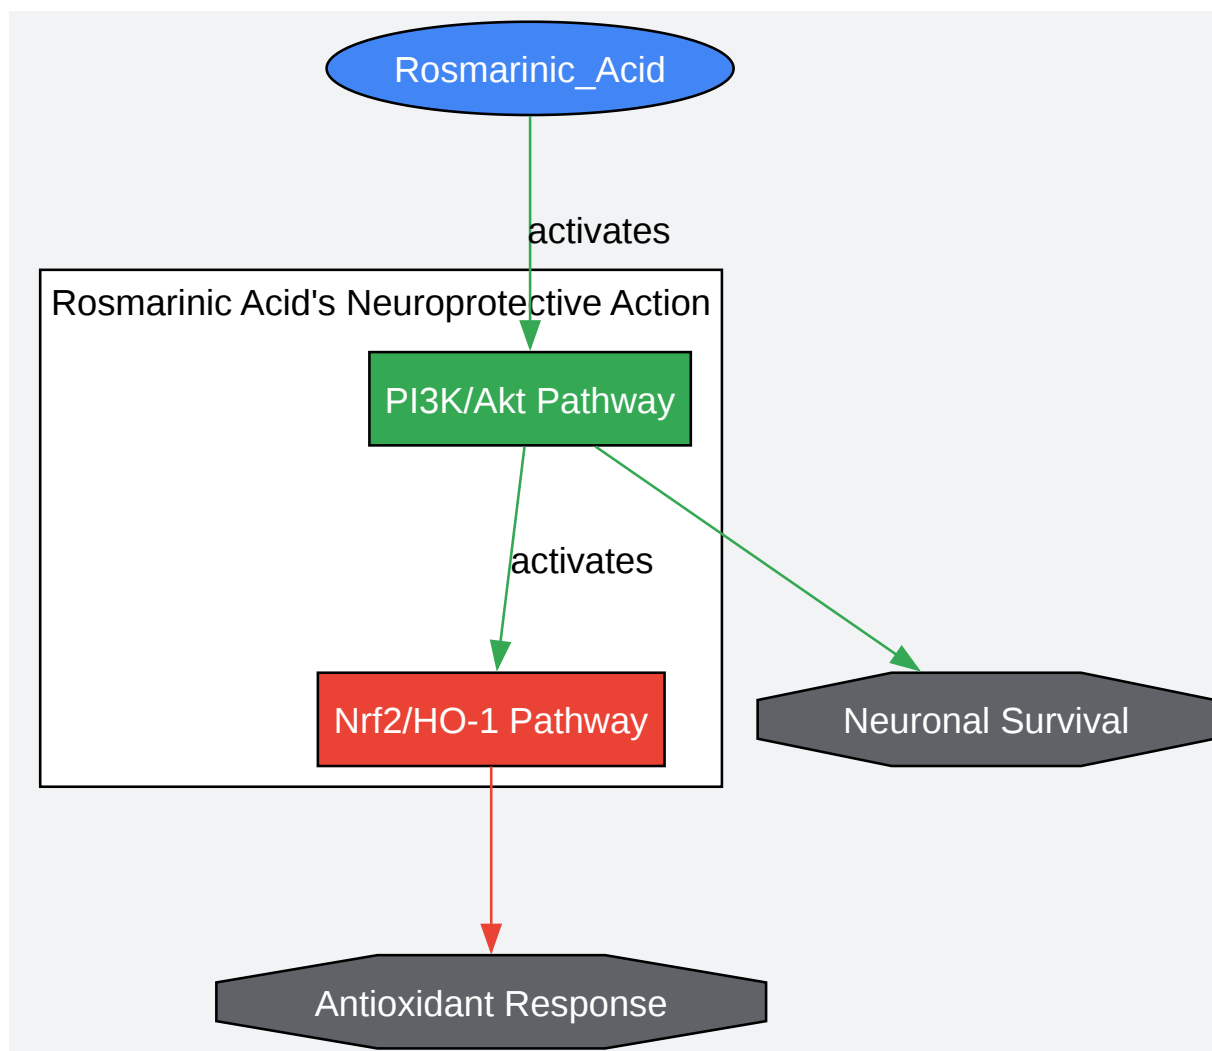 Rosmarinic_Acid
activates
Rosmarinic Acid's Neuroprotective Action
PI3K/Akt Pathway
activates
Nrf2/HO-1 Pathway
Neuronal Survival
Antioxidant Response